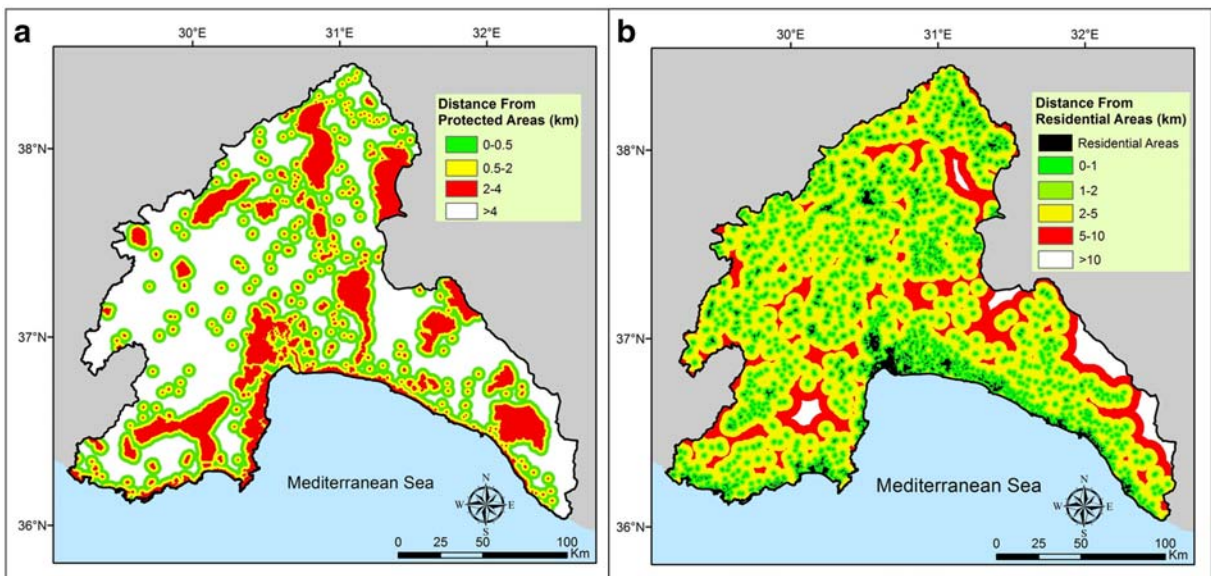 a
30°E 31°E 32°E
38°N
37°N
36°N
Distance From
Protected Areas (km)
0-0.5
0.5-2
2-4
>4
Mediterranean Sea
N
W E
S
0 25 50 100
Km
b
30°E 31°E 32°E
38°N
37°N
36°N
Distance From
Residential Areas (km)
Residential Areas
0-1
1-2
2-5
5-10
>10
Mediterranean Sea
N
W E
S
0 25 50 100
Km